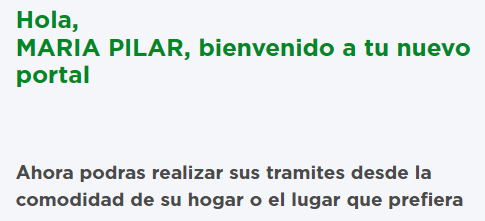 Hola,
MARIA PILAR, bienvenido a tu nuevo
portal
Ahora podras realizar sus tramites desde la
comodidad de su hogar o el lugar que prefiera